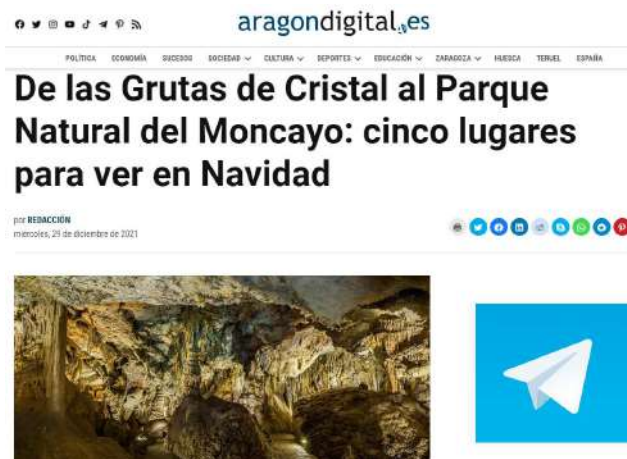 aragondigital.es
POLÍTICA ECONOMÍA SUCESOS SOCIEDAD CULTURA DEPORTES EDUCACIÓN ZARAGOZA HUESCA TERUEL ESPAÑA
De las Grutas de Cristal al Parque
Natural del Moncayo: cinco lugares
para ver en Navidad
por REDACCIÓN
miércoles, 29 de diciembre de 2021